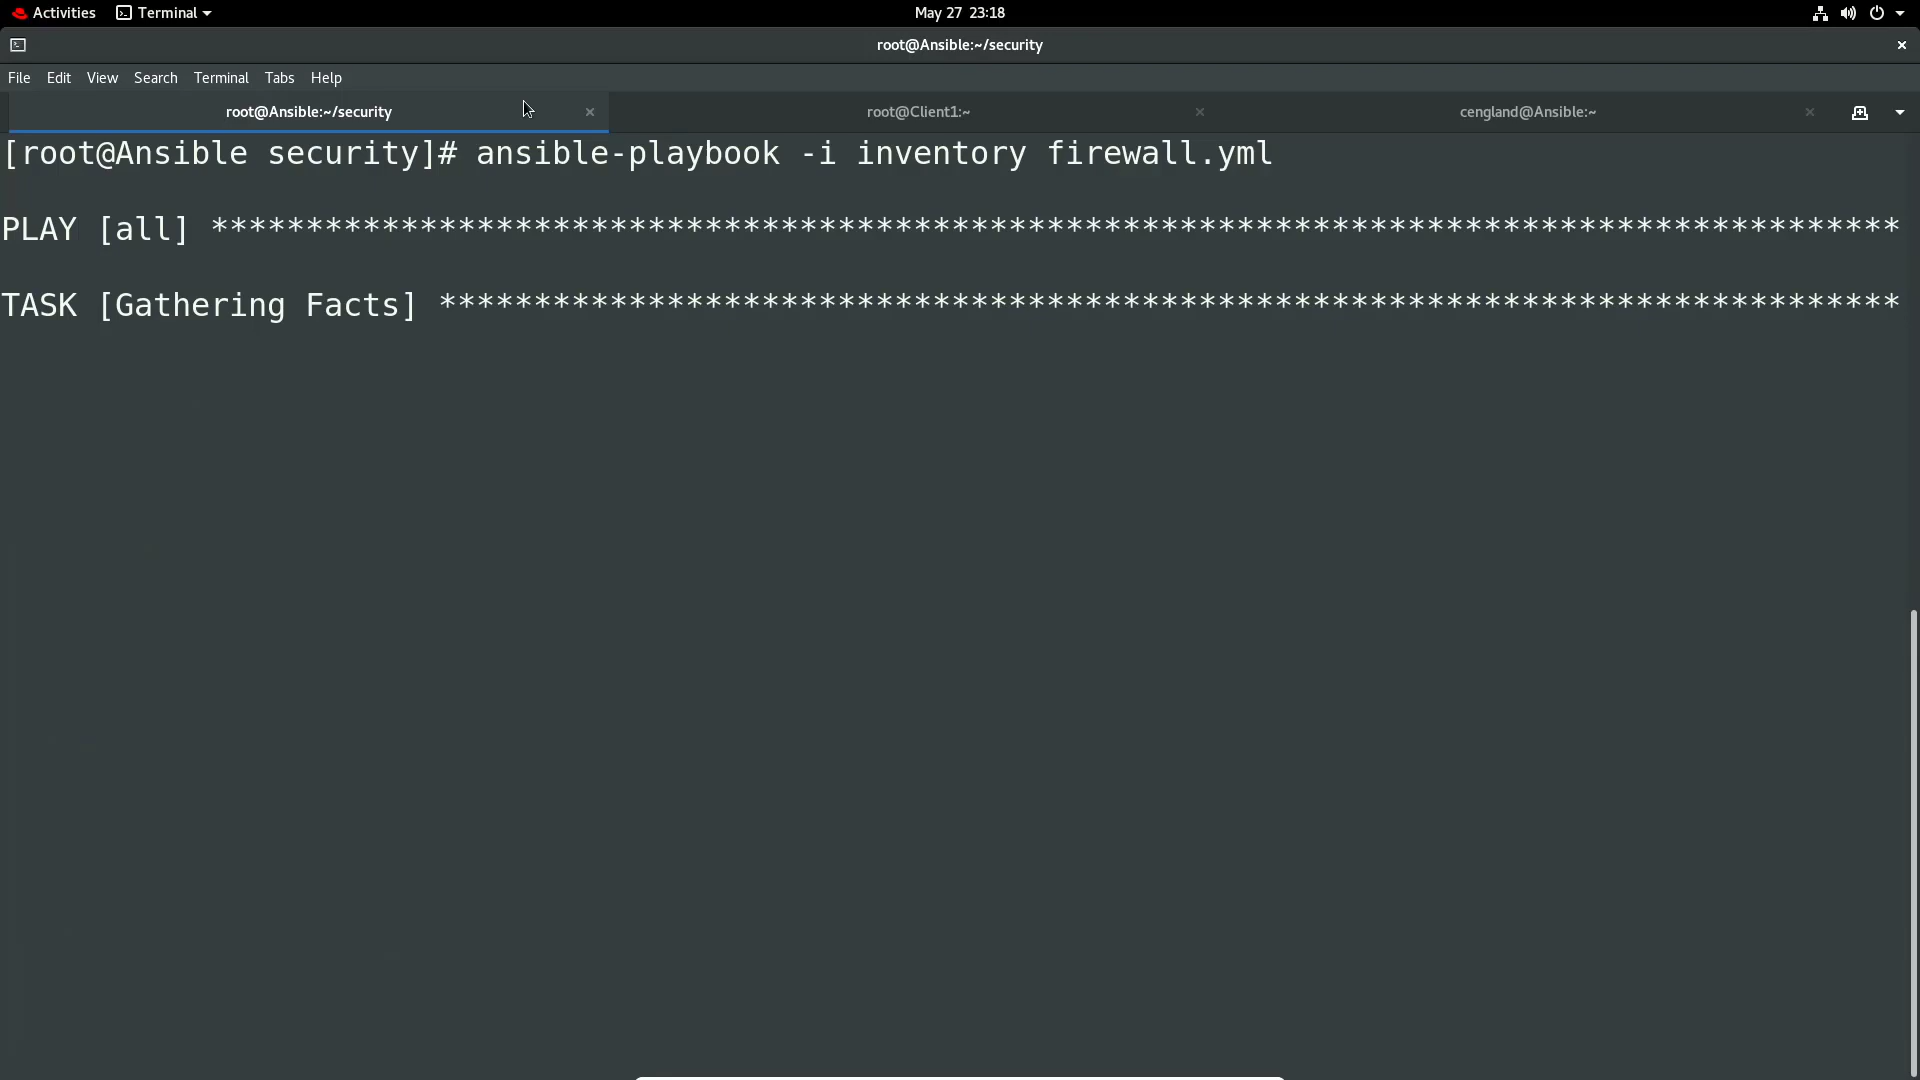 Activities Terminal May 27 23:18
root@Ansible:~/security
File Edit View Search Terminal Tabs Help
root@Ansible:~/security root@Client1:~ cengland@Ansible:~
[root@Ansible security]# ansible-playbook -i inventory firewall.yml
PLAY [all] *****************************************************************************************
TASK [Gathering Facts] *****************************************************************************